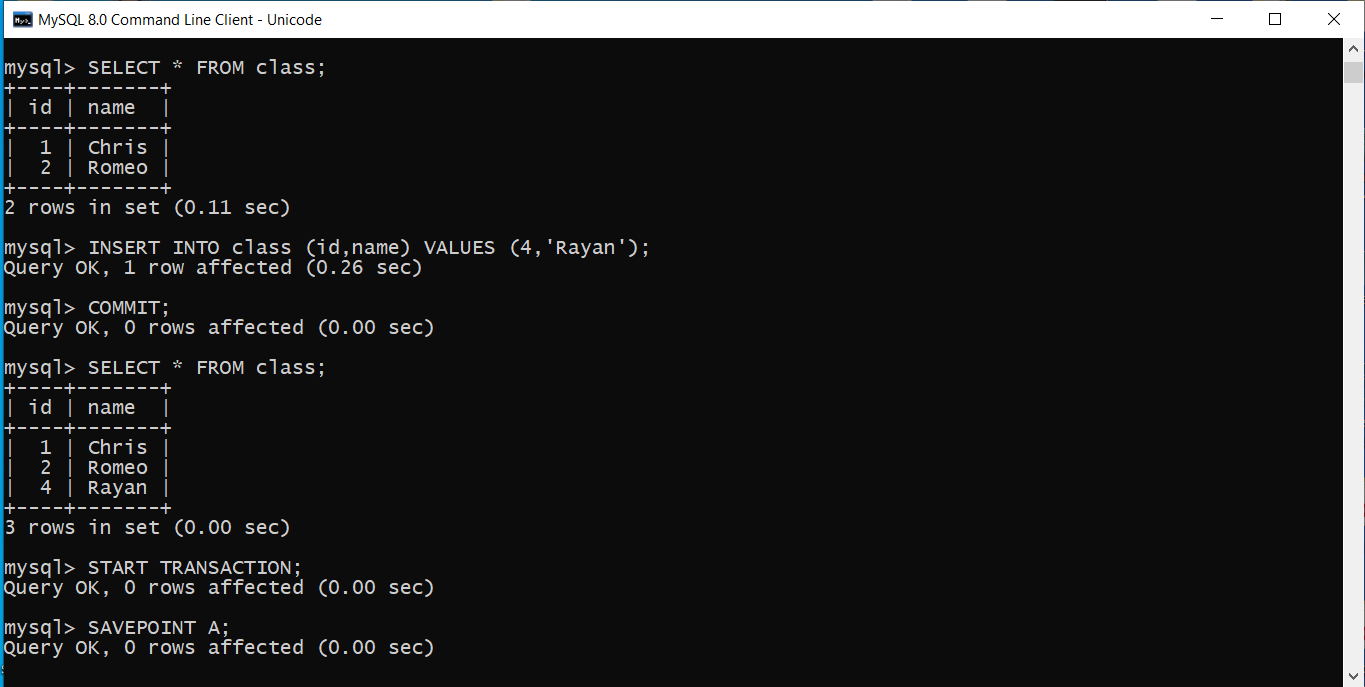 MySQL 8.0 Command Line Client - Unicode
mysql> SELECT * FROM class;
+----+-------+
| id | name  |
+----+-------+
|  1 | Chris |
|  2 | Romeo |
+----+-------+
2 rows in set (0.11 sec)
mysql> INSERT INTO class (id,name) VALUES (4,'Rayan');
Query OK, 1 row affected (0.26 sec)
mysql> COMMIT;
Query OK, 0 rows affected (0.00 sec)
mysql> SELECT * FROM class;
+----+-------+
| id | name  |
+----+-------+
|  1 | Chris |
|  2 | Romeo |
|  4 | Rayan |
+----+-------+
3 rows in set (0.00 sec)
mysql> START TRANSACTION;
Query OK, 0 rows affected (0.00 sec)
mysql> SAVEPOINT A;
Query OK, 0 rows affected (0.00 sec)